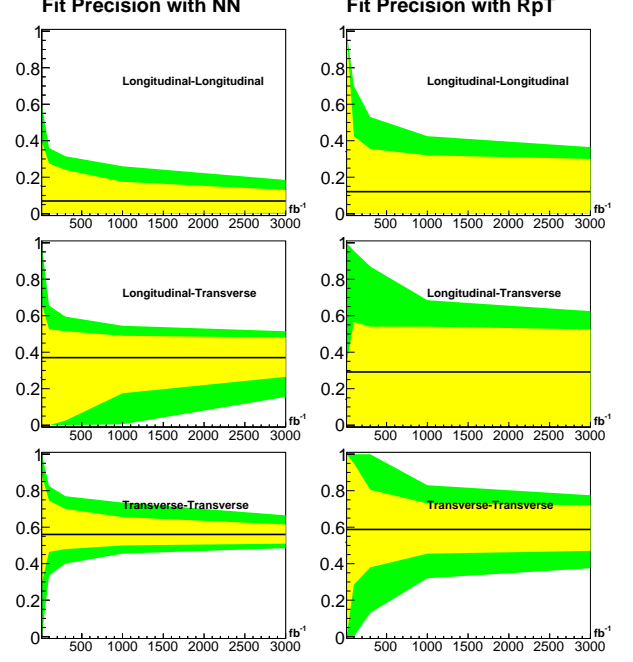 Fit Precision with NN
1
0.8
0.6
0.4
0.2
0
Longitudinal-Longitudinal
500 1000 1500 2000 2500 3000
fb-1
Fit Precision with RpT
1
0.8
0.6
0.4
0.2
0
Longitudinal-Longitudinal
500 1000 1500 2000 2500 3000
fb-1
1
0.8
0.6
0.4
0.2
0
Longitudinal-Transverse
500 1000 1500 2000 2500 3000
fb-1
1
0.8
0.6
0.4
0.2
0
Longitudinal-Transverse
500 1000 1500 2000 2500 3000
fb-1
1
0.8
0.6
0.4
0.2
0
Transverse-Transverse
500 1000 1500 2000 2500 3000
fb-1
1
0.8
0.6
0.4
0.2
0
Transverse-Transverse
500 1000 1500 2000 2500 3000
fb-1